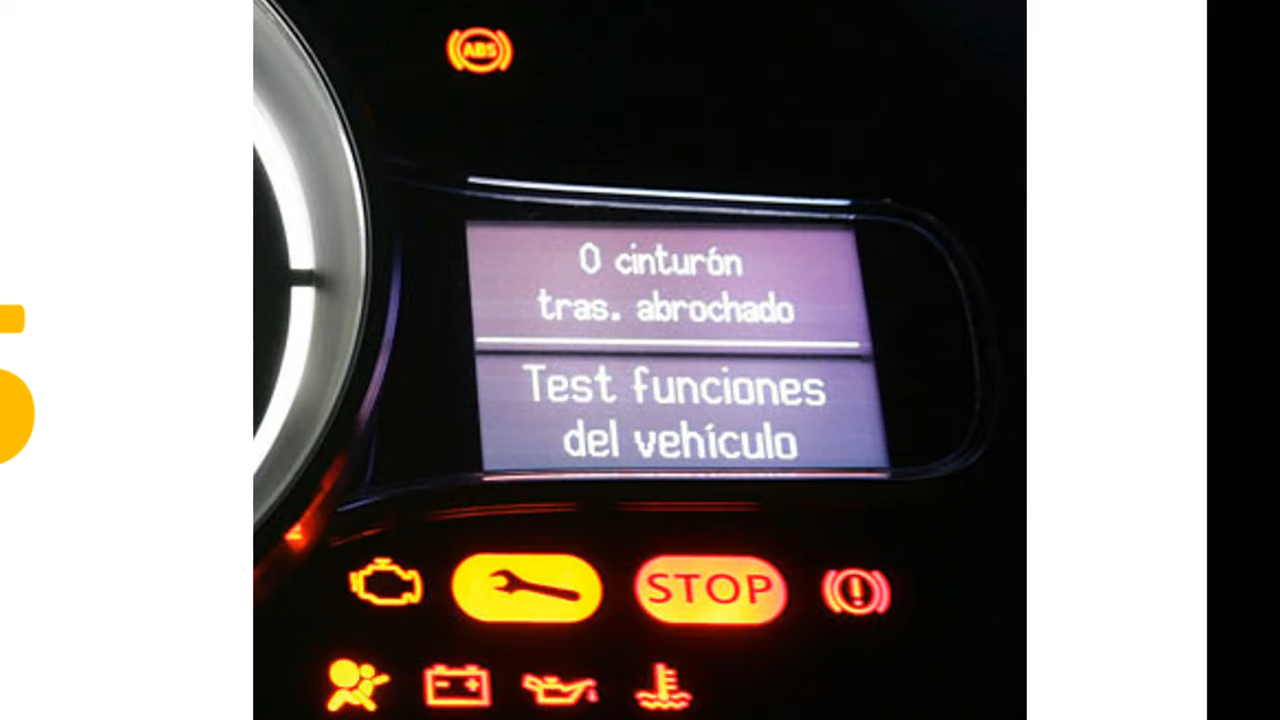 ABS
0 cinturón
tras. abrochado
Test funciones
del vehículo
STOP